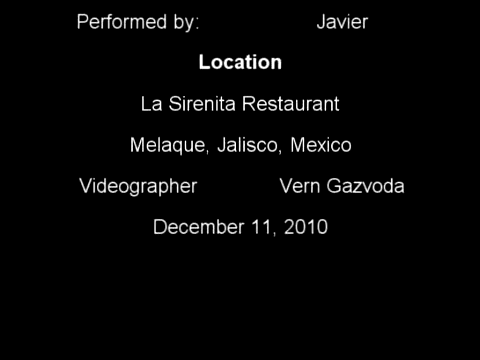 Performed by: Javier
Location
La Sirenita Restaurant
Melaque, Jalisco, Mexico
Videographer Vern Gazvoda
December 11, 2010